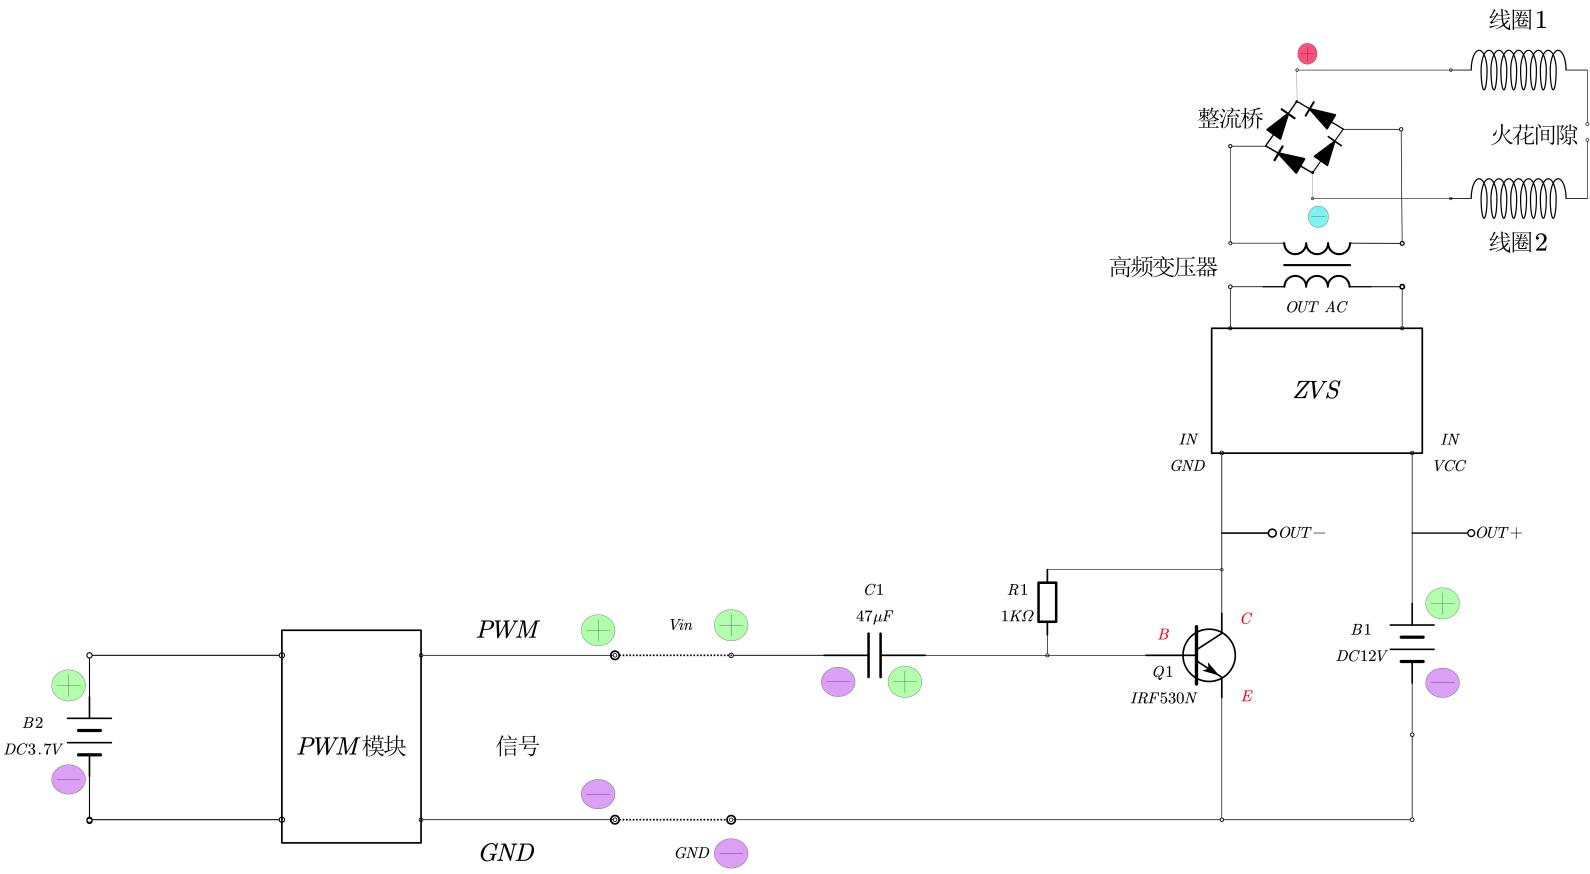 线圈1
整流桥
火花间隙
线圈2
高频变压器
OUT AC
ZVS
IN
GND
IN
VCC
OUT−
OUT+
C1
47μF
R1
1KΩ
B
C
E
Q1
IRF530N
B1
DC12V
PWM
Vin
B2
DC3.7V
PWM模块
信号
GND
GND